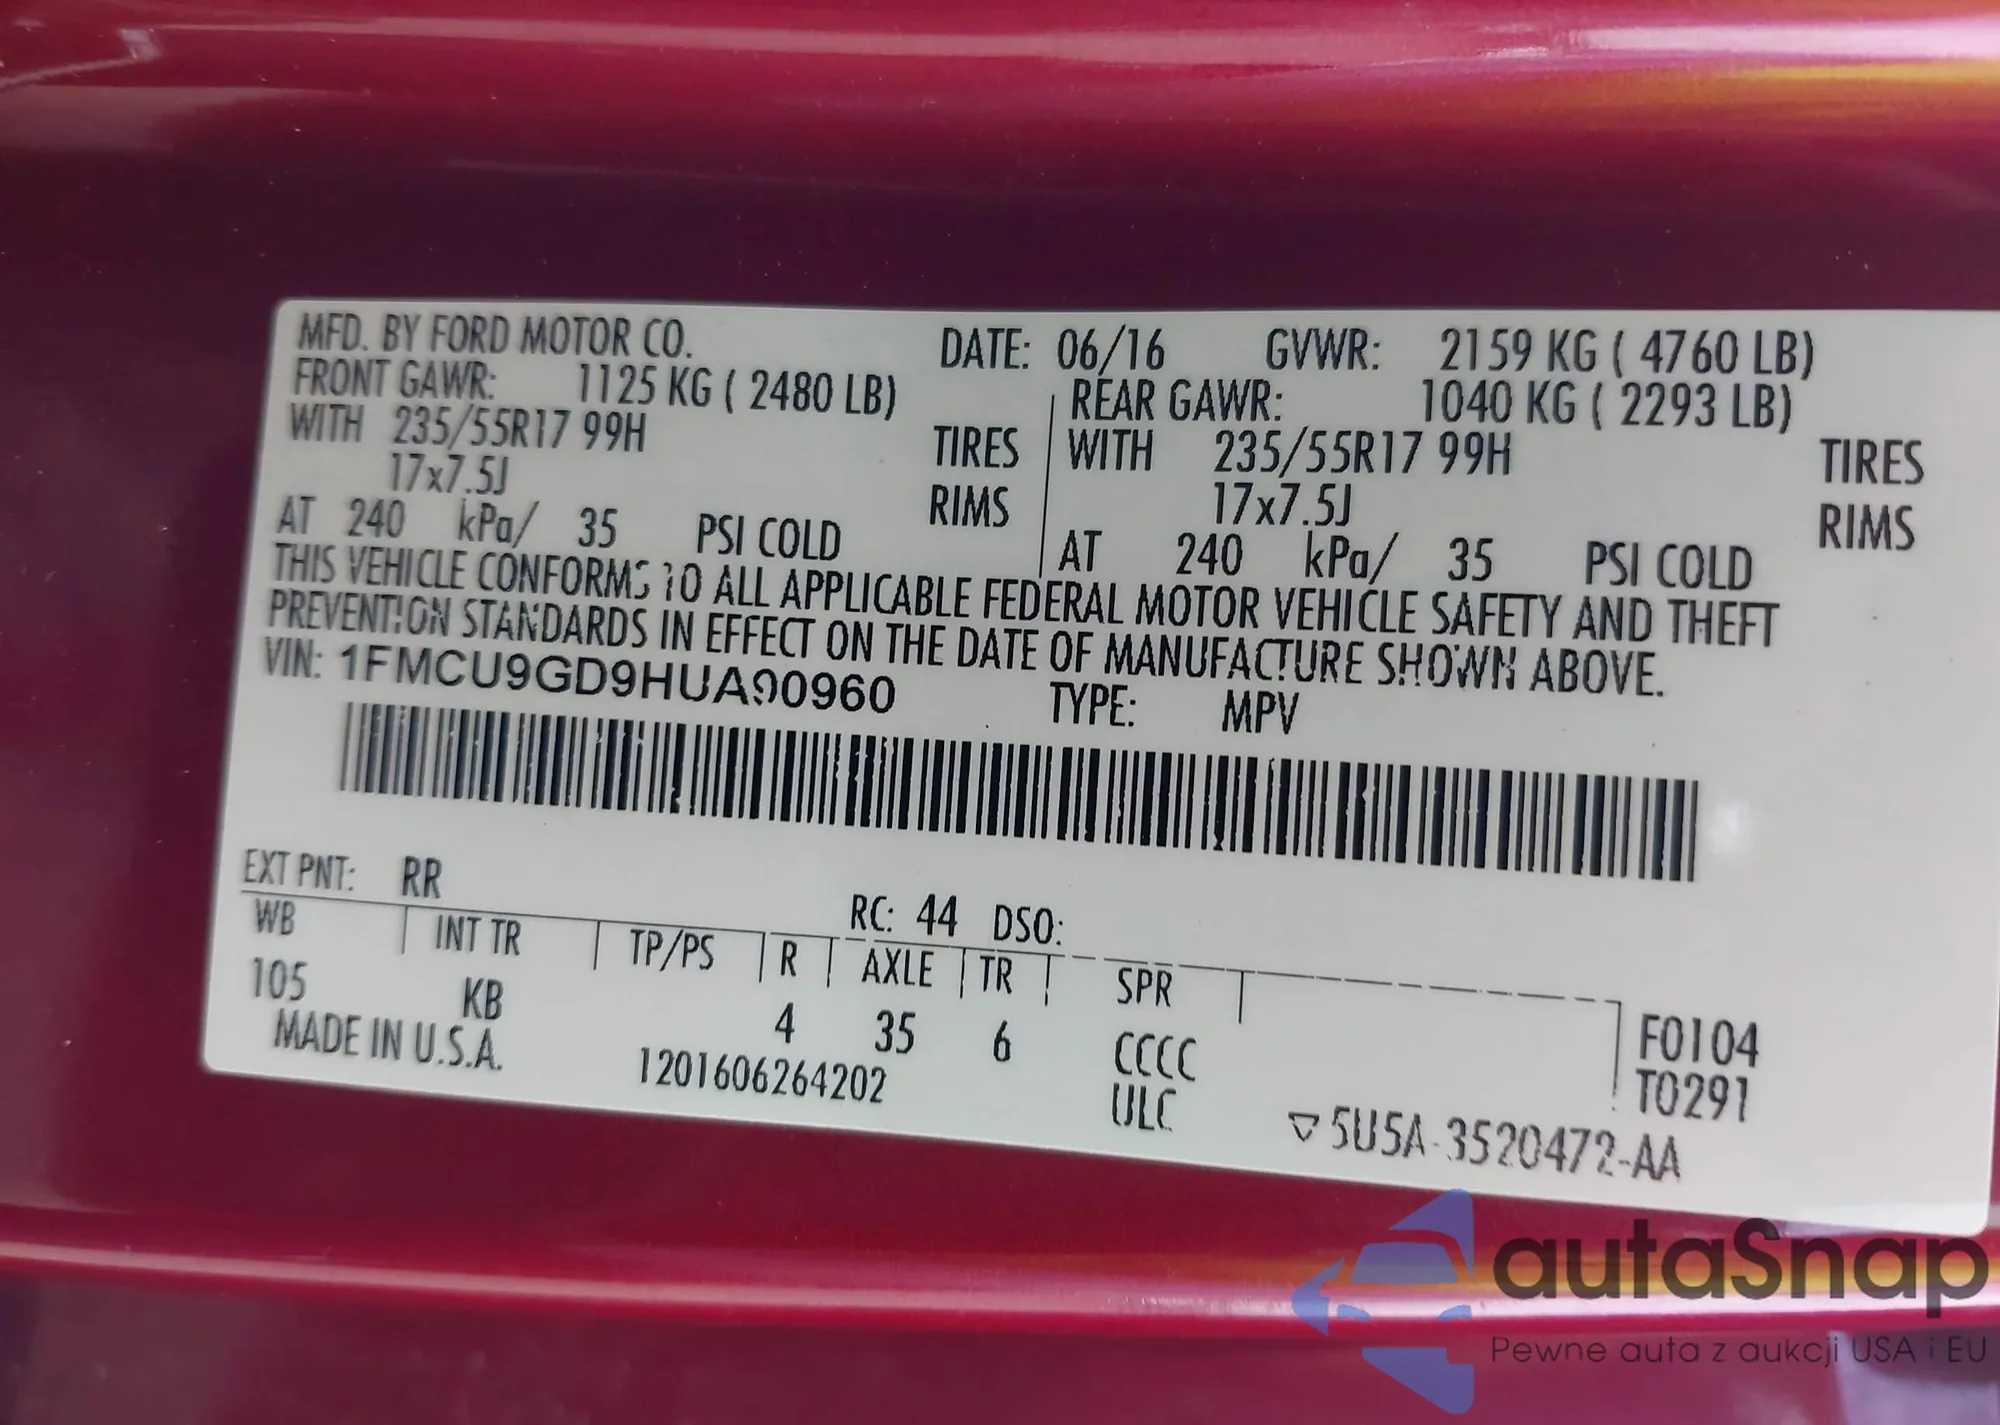 MFD. BY FORD MOTOR CO. DATE: 06/16 GVWR: 2159 KG ( 4760 LB)
FRONT GAWR: 1125 KG ( 2480 LB) REAR GAWR: 1040 KG ( 2293 LB)
WITH 235/55R17 99H TIRES WITH 235/55R17 99H TIRES
17x7.5J RIMS 17x7.5J RIMS
AT 240 kPa/ 35 PSI COLD AT 240 kPa/ 35 PSI COLD
THIS VEHICLE CONFORMS TO ALL APPLICABLE FEDERAL MOTOR VEHICLE SAFETY AND THEFT
PREVENTION STANDARDS IN EFFECT ON THE DATE OF MANUFACTURE SHOWN ABOVE.
VIN: 1FMCU9GD9HUA90960 TYPE: MPV
EXT PNT: RR RC: 44 DSO:
WB INT TR TP/PS R AXLE TR SPR
105 KB 4 35 6 CCCC F0104
MADE IN U.S.A. 1201606264202 ULC T0291
5U5A-3520472-AA
autaSnap
Pewne auta z aukcji USA i EU